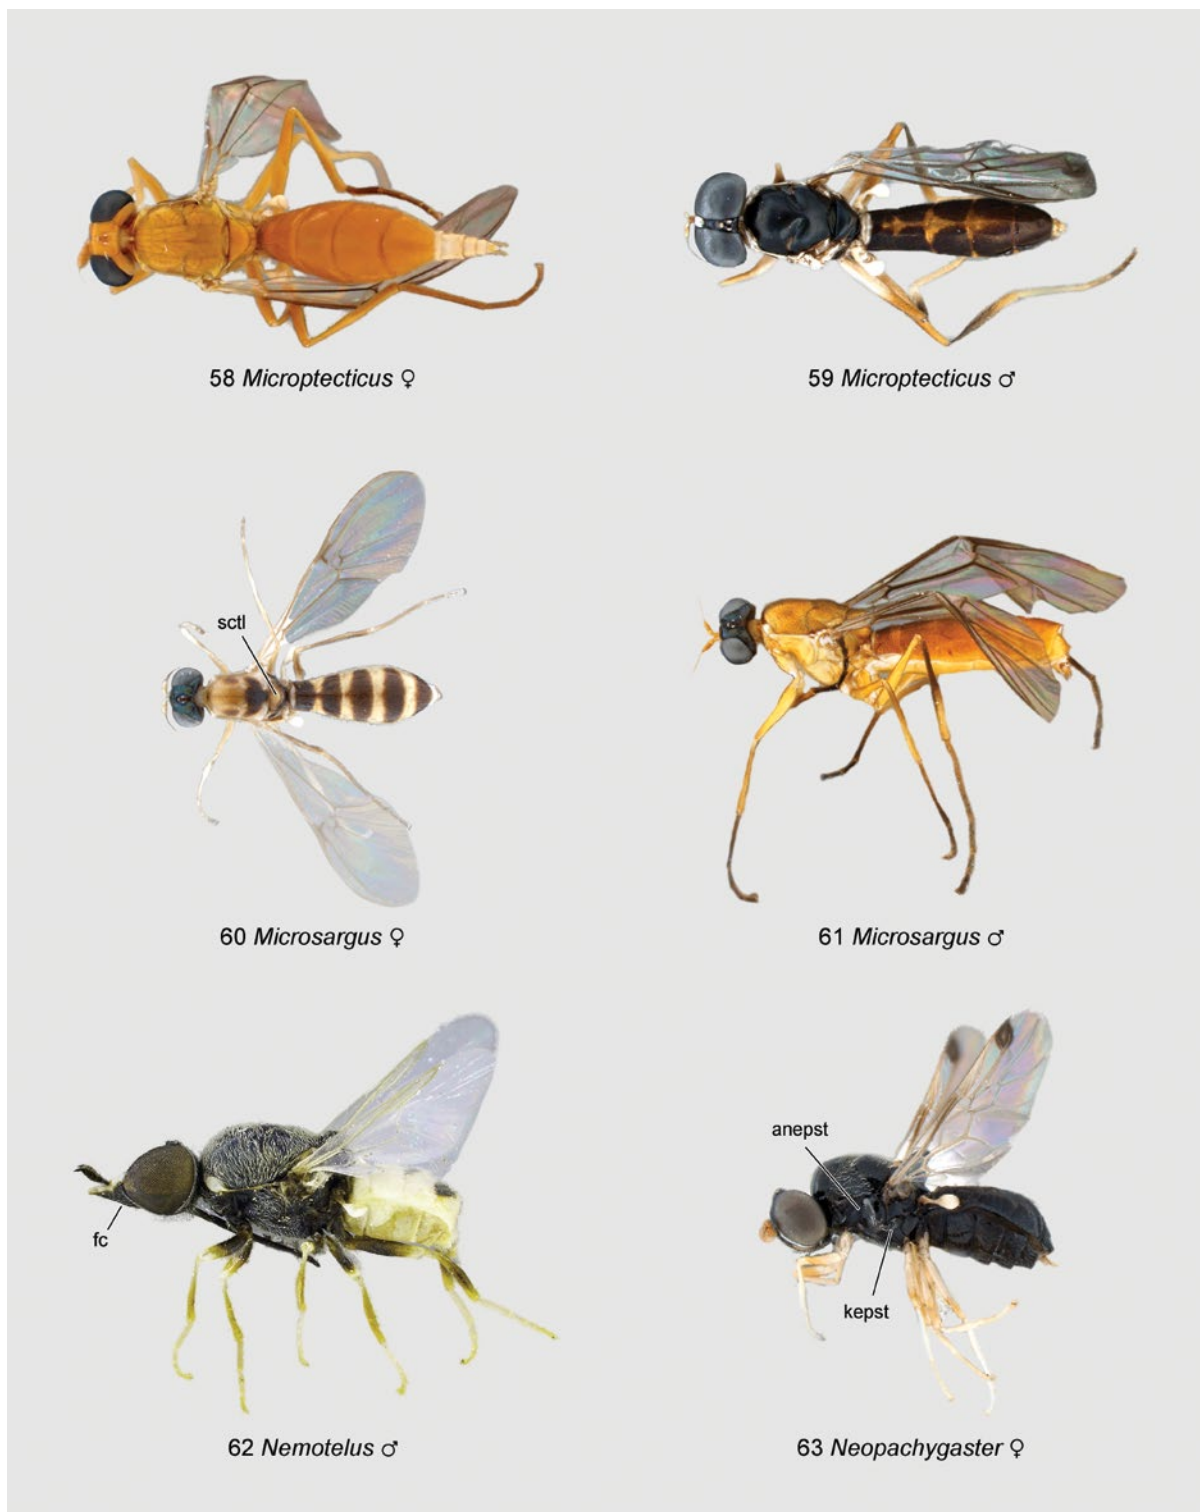 58 Microptecticus ♀
59 Microptecticus ♂
sctl
60 Microsargus ♀
61 Microsargus ♂
fc
anepst
kepst
62 Nemotelus ♂
63 Neopachygaster ♀